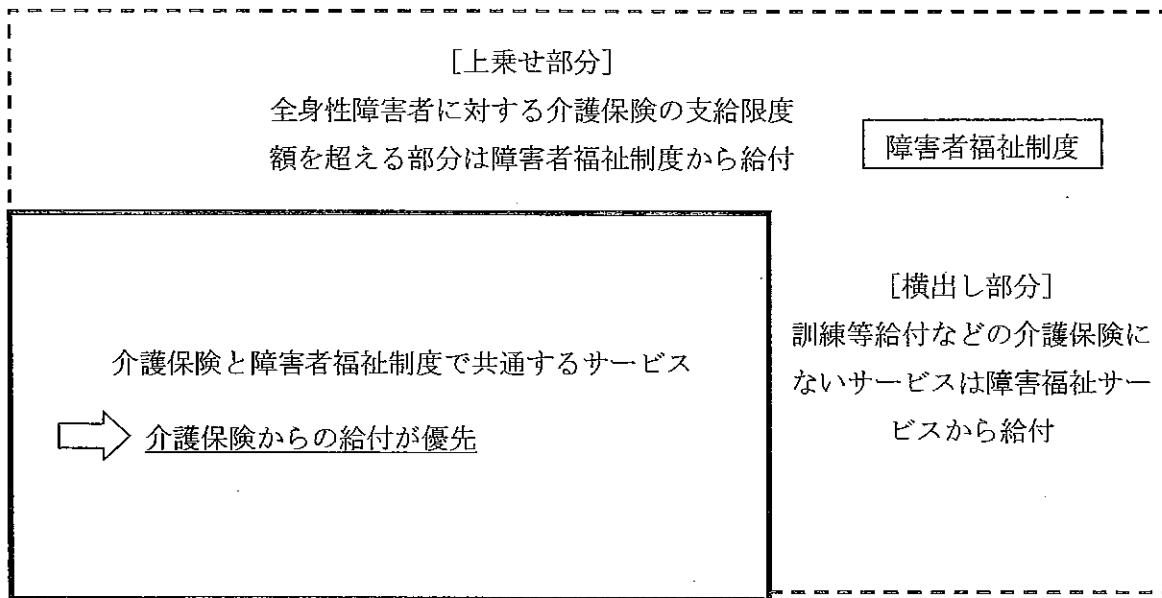 ［上乗せ部分］
全身性障害者に対する介護保険の支給限度
額を超える部分は障害者福祉制度から給付
障害者福祉制度
［横出し部分］
訓練等給付などの介護保険に
ないサービスは障害福祉サー
ビスから給付
介護保険と障害者福祉制度で共通するサービス
介護保険からの給付が優先